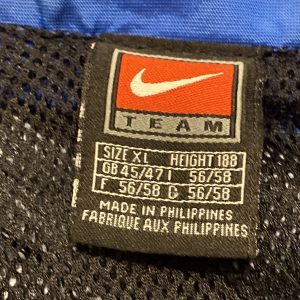 TEAM
SIZE XL HEIGHT 188
GB 45/47 I 56/58
F 56/58 G 56/58
MADE IN PHILIPPINES
FABRIQUE AUX PHILIPPINES